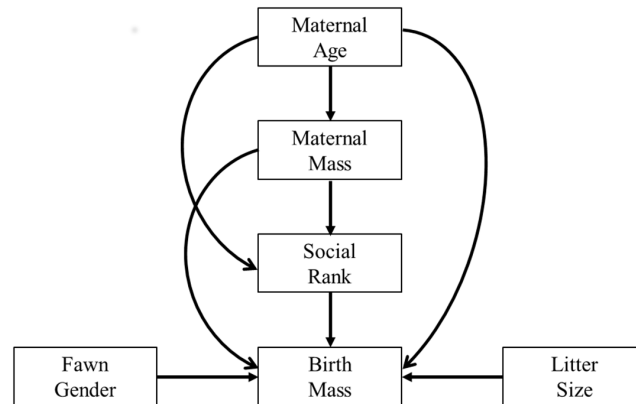 Maternal
Age
Maternal
Mass
Social
Rank
Fawn
Gender
Birth
Mass
Litter
Size